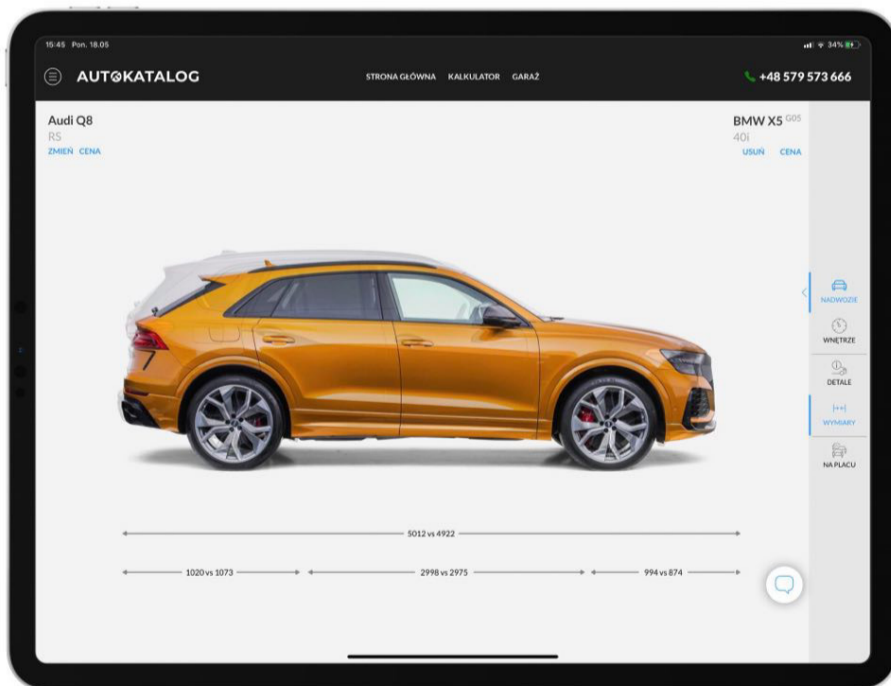 15:45 Pon. 18.05
34%
AUTOKATALOG
STRONA GŁÓWNA KALKULATOR GARAŻ
+48 579 573 666
Audi Q8
RS
ZMIEŃ CENA
BMW X5 G05
40i
USUŃ CENA
NADWOZIE
WNĘTRZE
DETALE
WYMIARY
NA PLACU
5012 vs 4922
1020 vs 1073
2998 vs 2975
994 vs 874